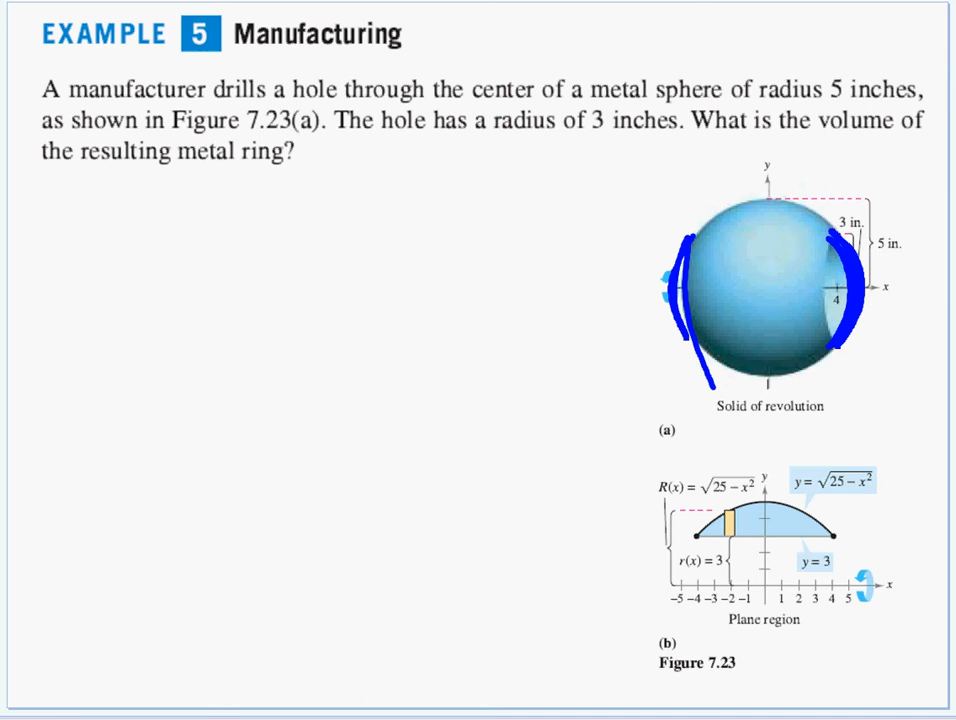 EXAMPLE 5 Manufacturing
A manufacturer drills a hole through the center of a metal sphere of radius 5 inches,
as shown in Figure 7.23(a). The hole has a radius of 3 inches. What is the volume of
the resulting metal ring?
y
3 in.
5 in.
x
4
Solid of revolution
(a)
R(x) = √25 − x²
y
y = √25 − x²
r(x) = 3
y = 3
x
−5 −4 −3 −2 −1 1 2 3 4 5
Plane region
(b)
Figure 7.23